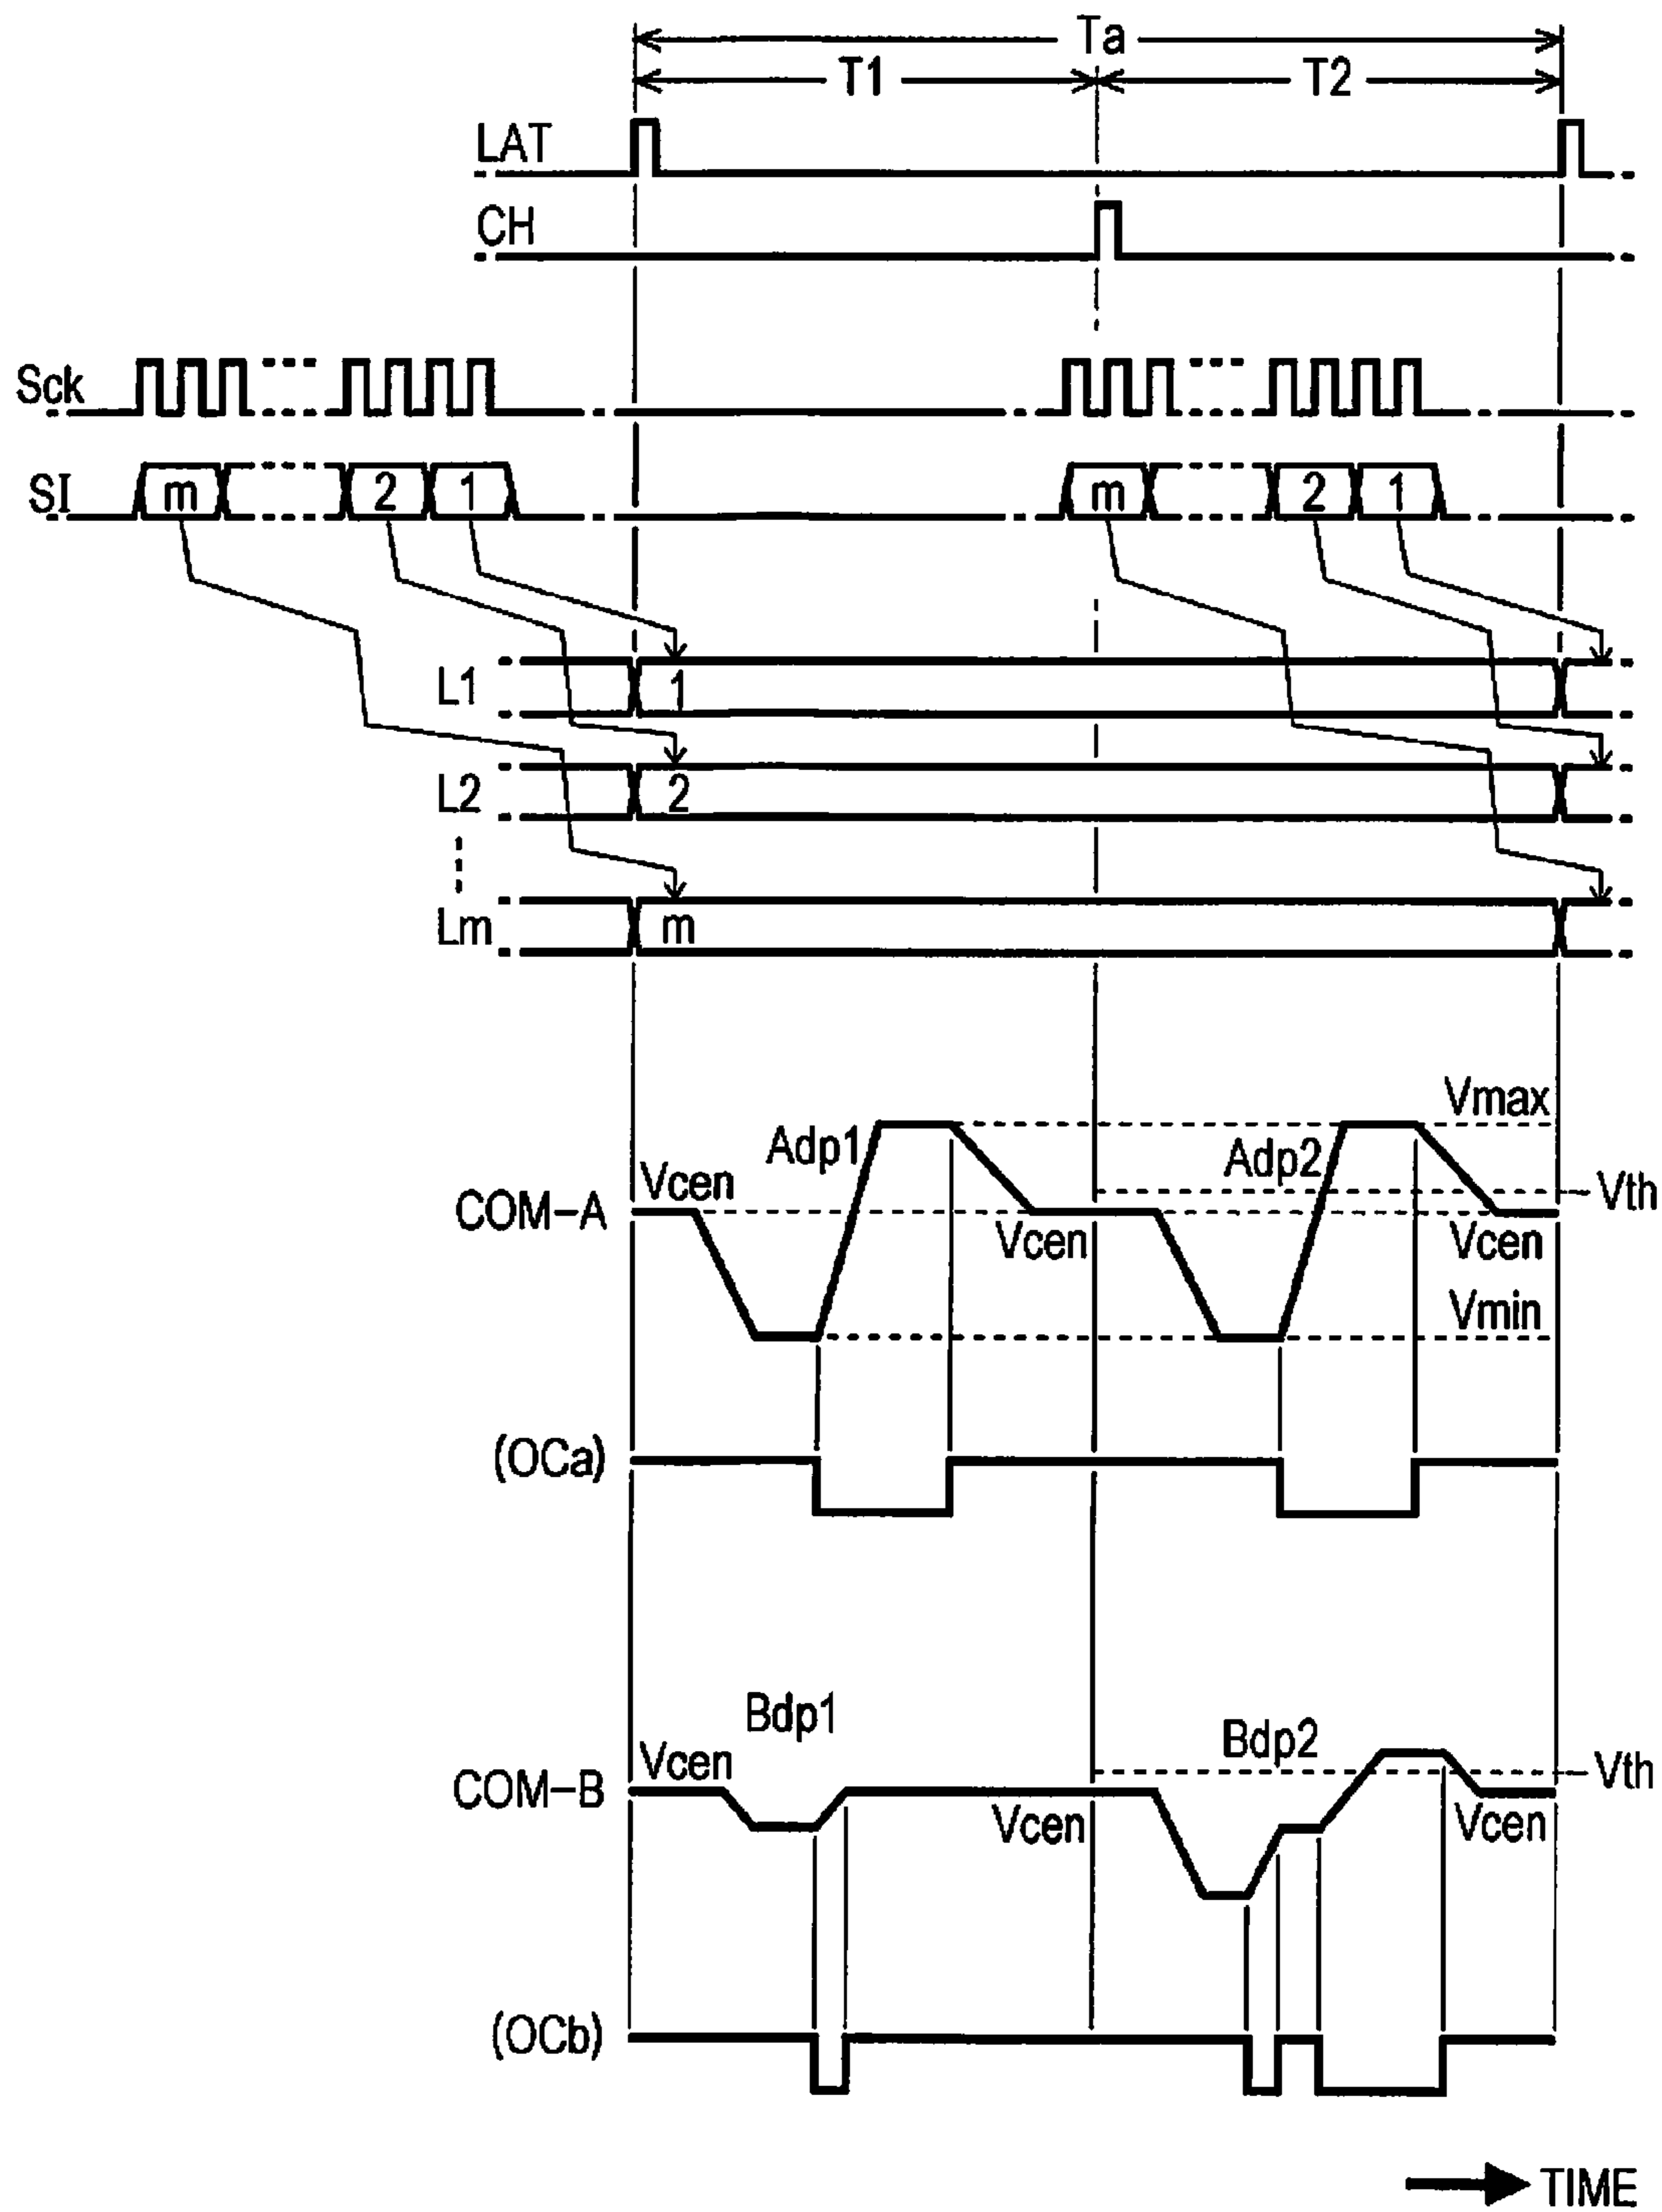 Ta
T1
T2
LAT
CH
Sck
SI
m
2
1
m
2
1
L1
1
L2
2
Lm
m
Vmax
Adp1
Adp2
Vcen
Vth
COM-A
Vcen
Vcen
Vmin
(OCa)
Bdp1
Bdp2
Vcen
Vth
COM-B
Vcen
Vcen
(OCb)
TIME